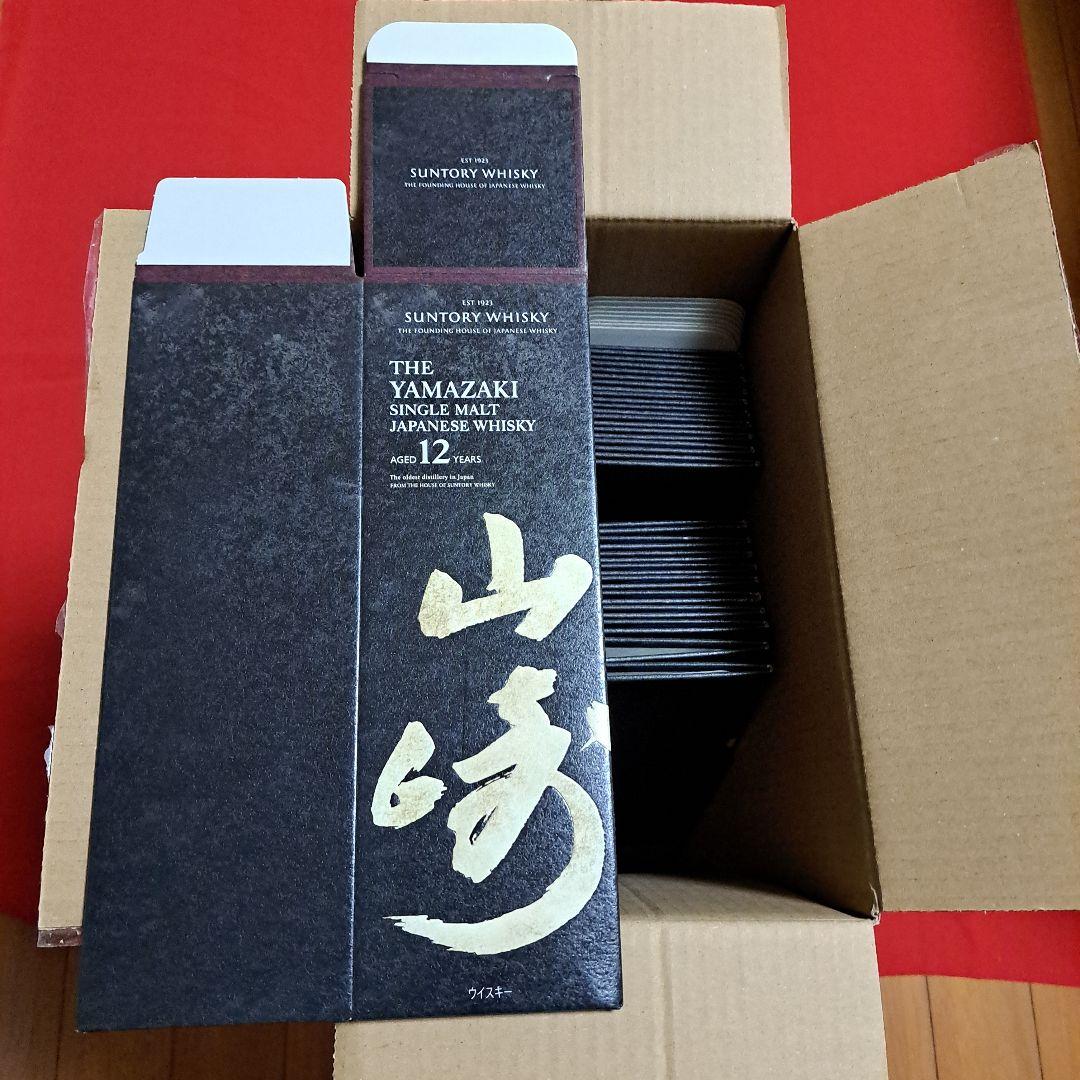 EST 1923
SUNTORY WHISKY
THE FOUNDING HOUSE OF JAPANESE WHISKY
EST 1923
SUNTORY WHISKY
THE FOUNDING HOUSE OF JAPANESE WHISKY
THE
YAMAZAKI
SINGLE MALT
JAPANESE WHISKY
AGED 12 YEARS
The oldest distillery in Japan
FROM THE HOUSE OF SUNTORY WHISKY
山
崎
ウイスキー